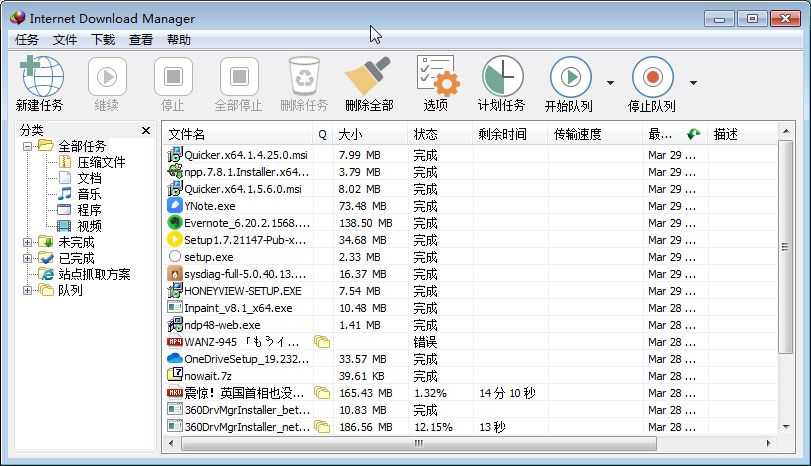 Internet Download Manager
任务 文件 下载 查看 帮助
新建任务 继续 停止 全部停止 删除任务 删除全部 选项 计划任务 开始队列 停止队列
分类
全部任务
压缩文件
文档
音乐
程序
视频
未完成
已完成
站点抓取方案
队列
文件名 Q 大小 状态 剩余时间 传输速度 最... 描述
Quicker.x64.1.4.25.0.msi 7.99 MB 完成 Mar 29 ...
npp.7.8.1.Installer.x64... 3.79 MB 完成 Mar 29 ...
Quicker.x64.1.5.6.0.msi 8.02 MB 完成 Mar 29 ...
YNote.exe 73.48 MB 完成 Mar 29 ...
Evernote_6.20.2.1568.... 138.50 MB 完成 Mar 29 ...
Setup1.7.21147-Pub-x... 34.68 MB 完成 Mar 29 ...
setup.exe 2.33 MB 完成 Mar 29 ...
sysdiag-full-5.0.40.13.... 16.37 MB 完成 Mar 29 ...
HONEYVIEW-SETUP.EXE 7.54 MB 完成 Mar 29 ...
Inpaint_v8.1_x64.exe 10.48 MB 完成 Mar 28 ...
ndp48-web.exe 1.41 MB 完成 Mar 28 ...
MP4 WANZ-945 「もうイ... 错误 Mar 28 ...
OneDriveSetup_19.232.... 33.57 MB 完成 Mar 28 ...
nowait.7z 39.61 KB 完成 Mar 28 ...
MKV 震惊！英国首相也没... 165.43 MB 1.32% 14 分 10 秒 Mar 28 ...
360DrvMgrInstaller_bet... 10.83 MB 完成 Mar 28 ...
360DrvMgrInstaller_net... 186.56 MB 12.15% 13 秒 Mar 28 ...